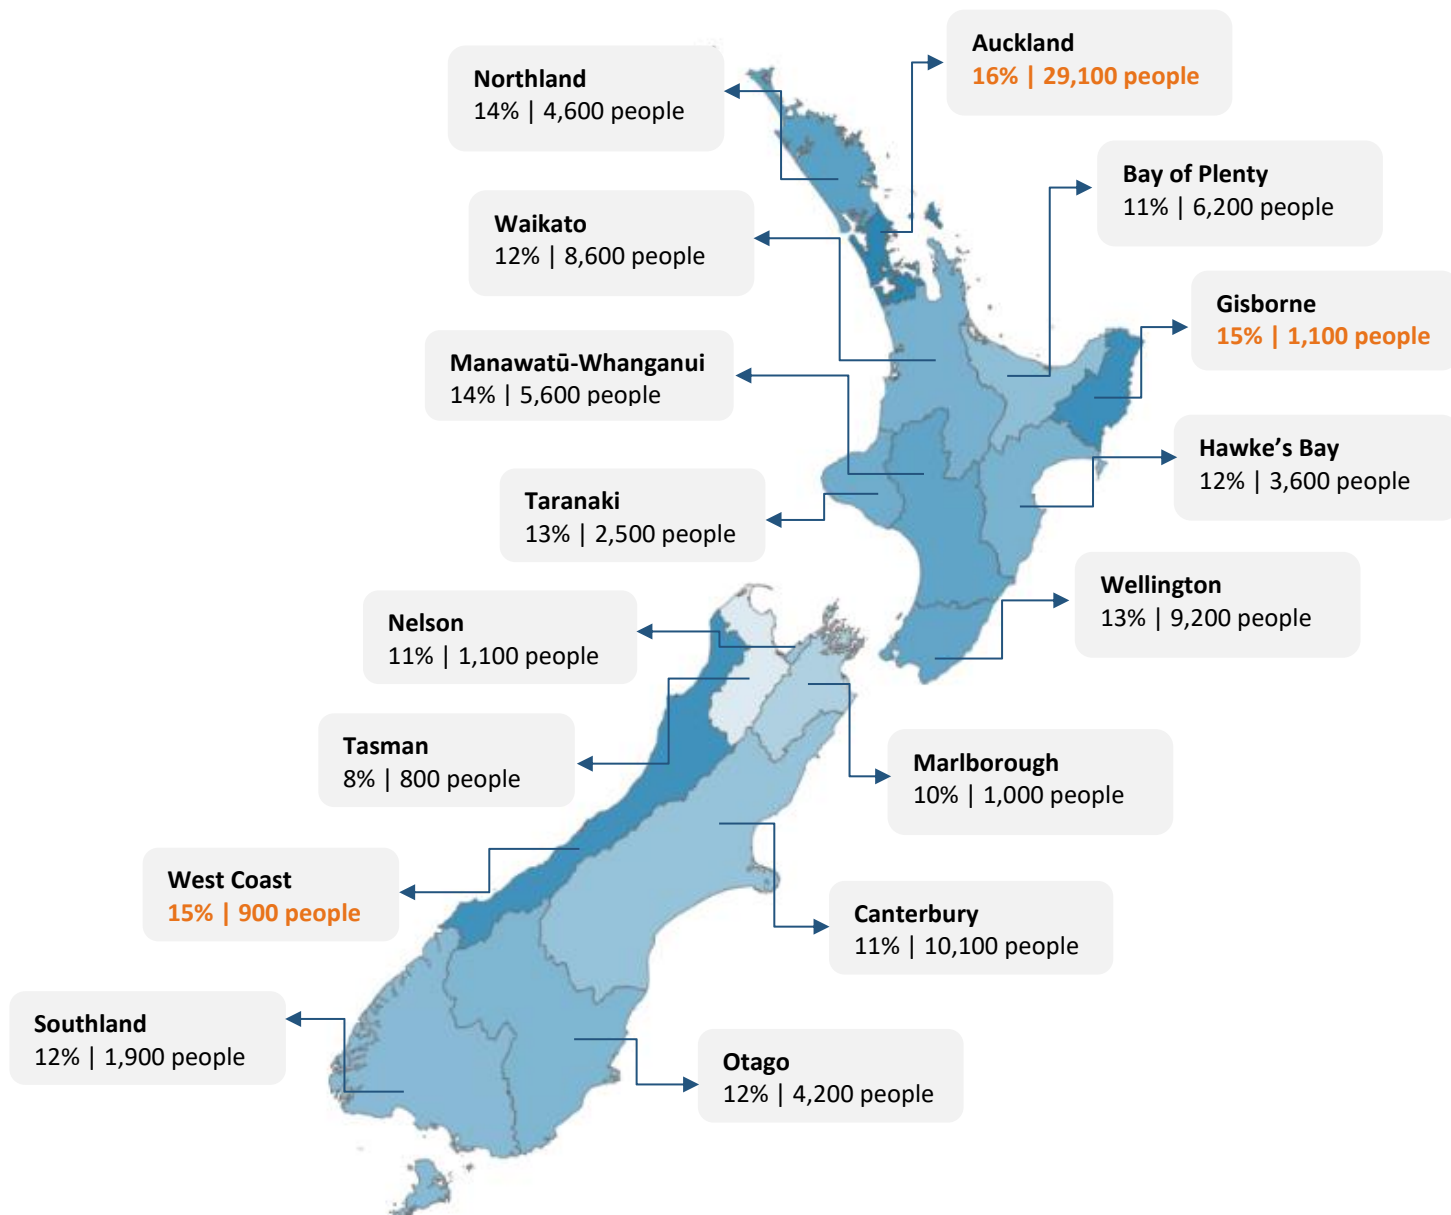 Auckland
16% | 29,100 people
Northland
14% | 4,600 people
Bay of Plenty
11% | 6,200 people
Waikato
12% | 8,600 people
Gisborne
15% | 1,100 people
Manawatū-Whanganui
14% | 5,600 people
Hawke’s Bay
12% | 3,600 people
Taranaki
13% | 2,500 people
Wellington
13% | 9,200 people
Nelson
11% | 1,100 people
Tasman
8% | 800 people
Marlborough
10% | 1,000 people
West Coast
15% | 900 people
Canterbury
11% | 10,100 people
Southland
12% | 1,900 people
Otago
12% | 4,200 people